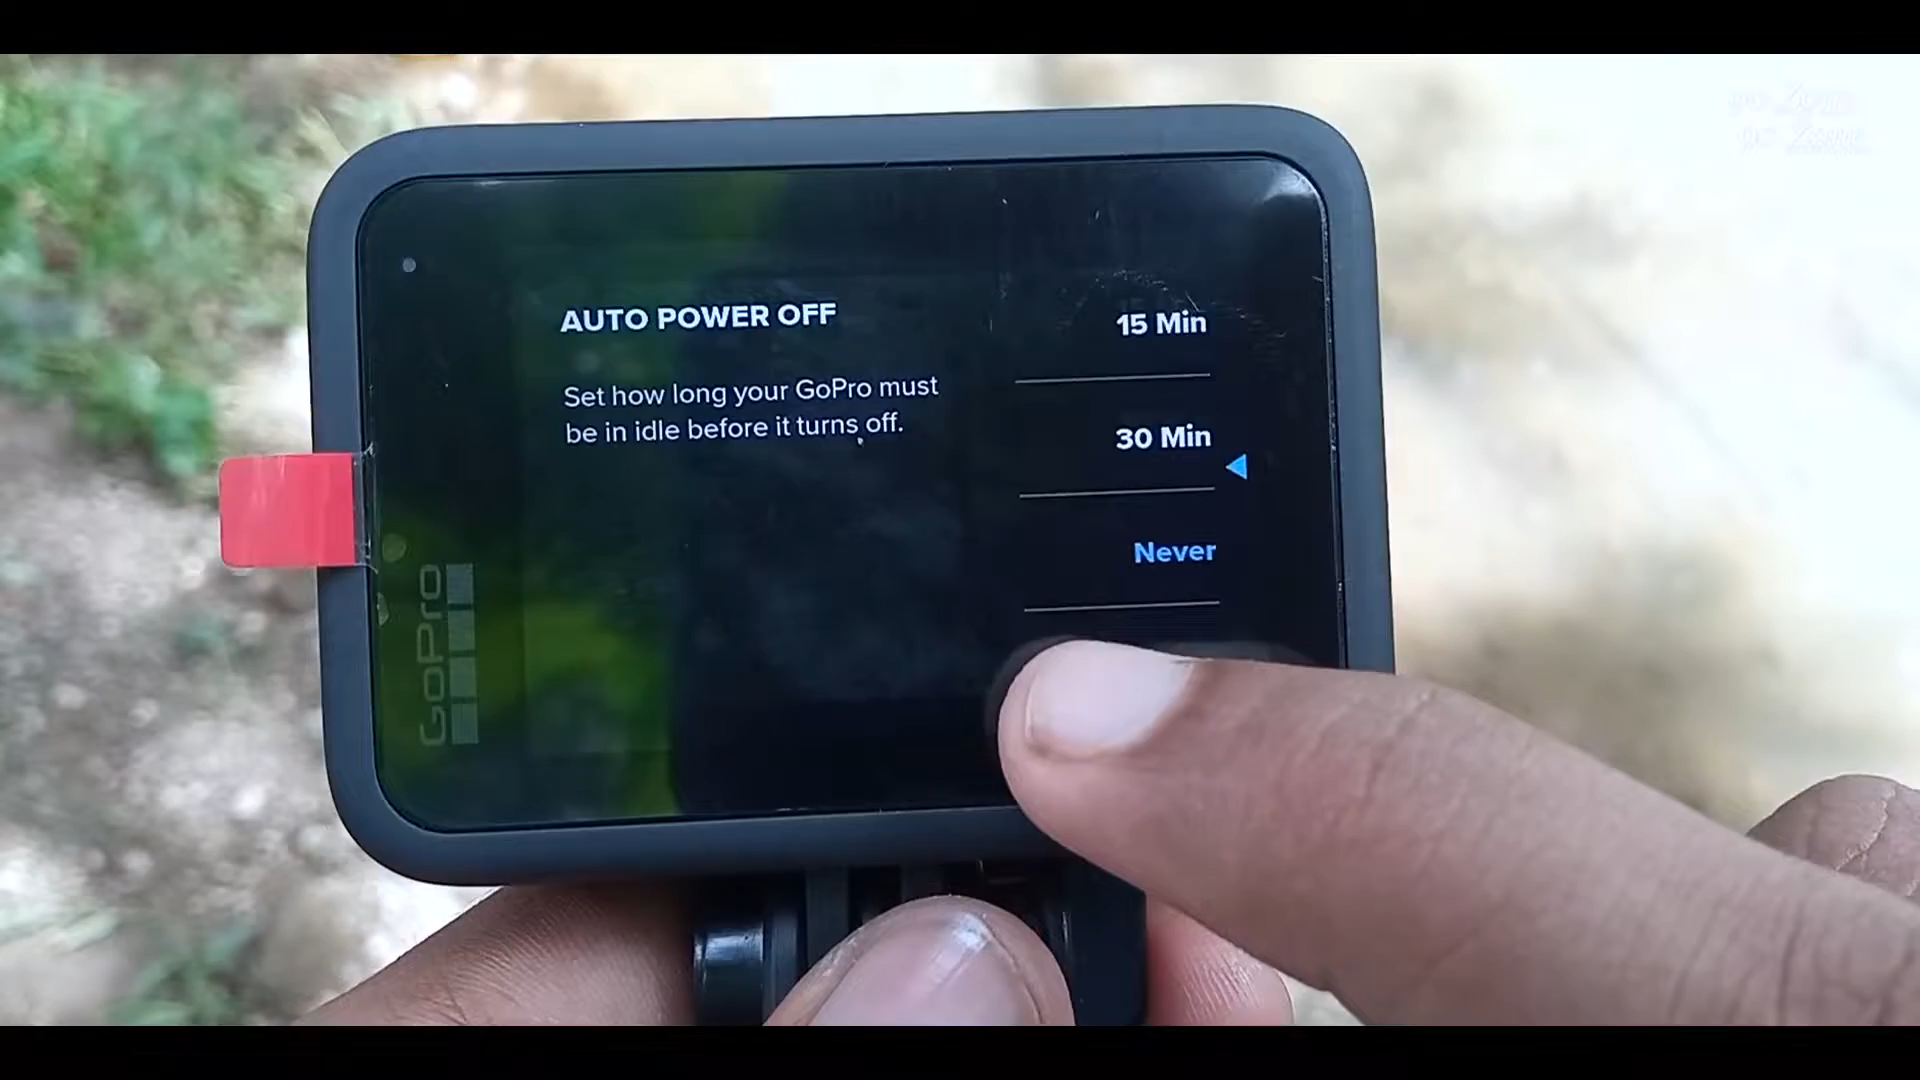 AUTO POWER OFF
Set how long your GoPro must
be in idle before it turns off.
15 Min
30 Min
Never
GoPro